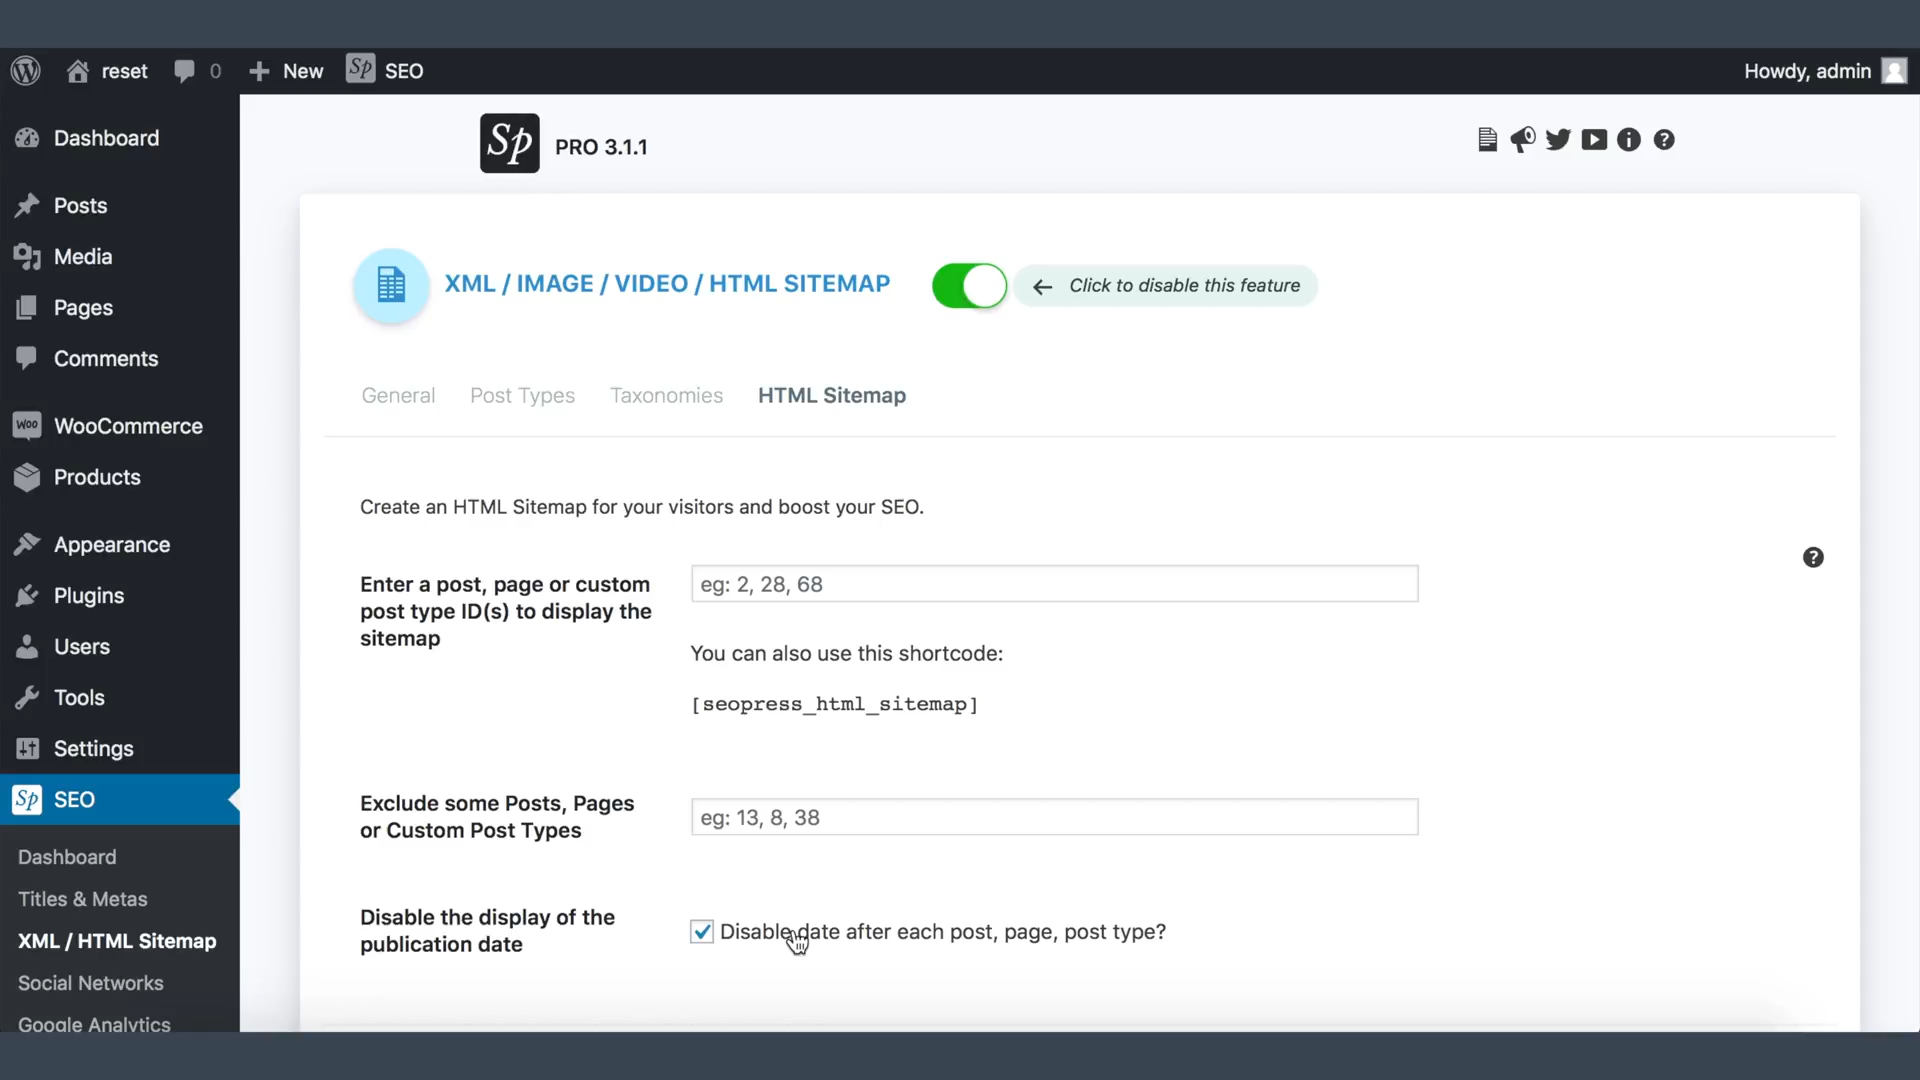 reset
0
New
Sp
SEO
Howdy, admin
Dashboard
Posts
Media
Pages
Comments
Woo
WooCommerce
Products
Appearance
Plugins
Users
Tools
Settings
Sp
SEO
Dashboard
Titles & Metas
XML / HTML Sitemap
Social Networks
Google Analytics
Sp
PRO 3.1.1
XML / IMAGE / VIDEO / HTML SITEMAP
← Click to disable this feature
General
Post Types
Taxonomies
HTML Sitemap
Create an HTML Sitemap for your visitors and boost your SEO.
Enter a post, page or custom
post type ID(s) to display the
sitemap
eg: 2, 28, 68
You can also use this shortcode:
[seopress_html_sitemap]
Exclude some Posts, Pages
or Custom Post Types
eg: 13, 8, 38
Disable the display of the
publication date
Disable date after each post, page, post type?